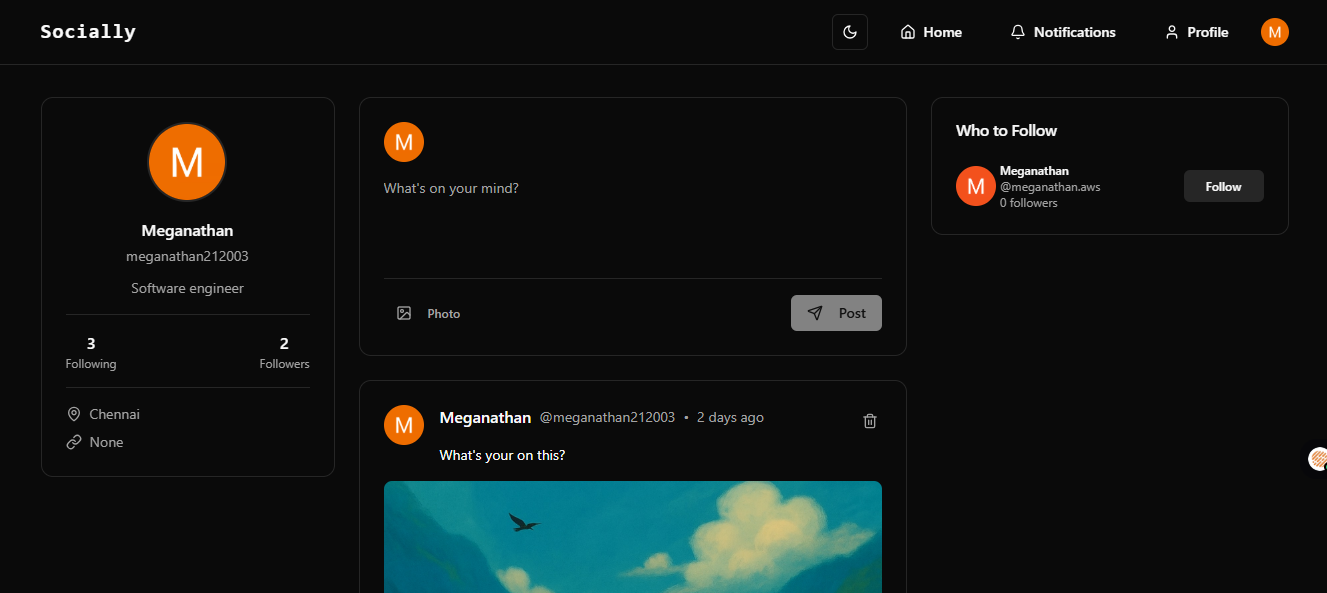 Socially
Home
Notifications
Profile
M
M
Meganathan
meganathan212003
Software engineer
3
Following
2
Followers
Chennai
None
M
What's on your mind?
Photo
Post
M
Meganathan @meganathan212003 • 2 days ago
What's your on this?
Who to Follow
M
Meganathan
@meganathan.aws
0 followers
Follow